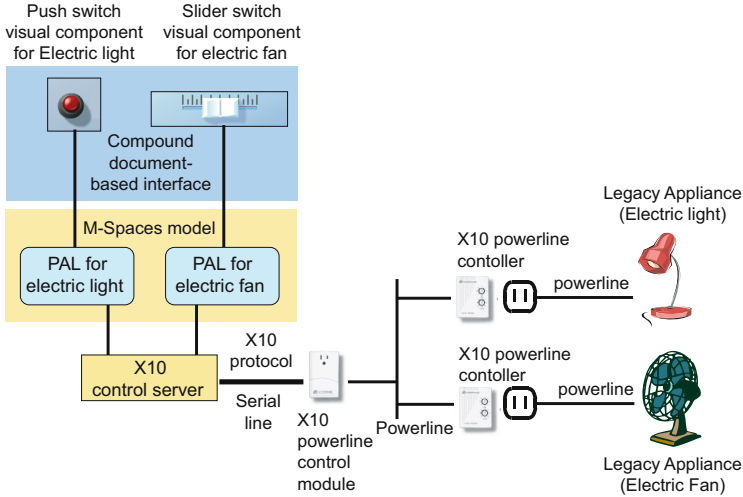 Push switch
visual component
for Electric light
Slider switch
visual component
for electric fan
Compound
document-
based interface
M-Spaces model
PAL for
electric light
PAL for
electric fan
X10
control server
X10
protocol
Serial
line
X10
powerline
control
module
Powerline
X10 powerline
contoller
powerline
Legacy Appliance
(Electric light)
X10 powerline
contoller
powerline
Legacy Appliance
(Electric Fan)